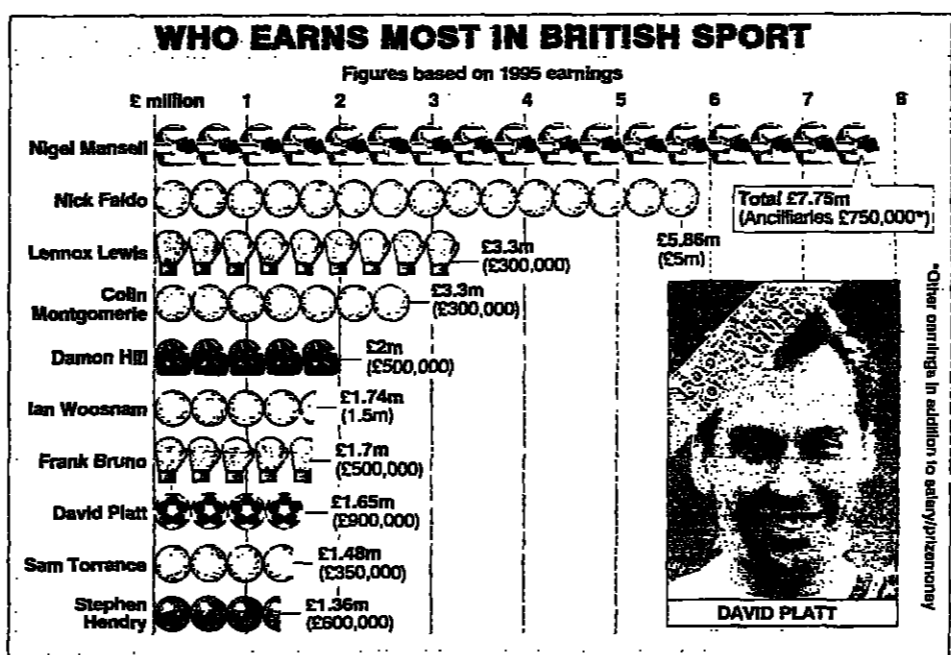 WHO EARNS MOST IN BRITISH SPORT
Figures based on 1995 earnings
£ million 1 2 3 4 5 6 7 8
Nigel Mansell
Total £7.75m
(Ancilliaries £750,000*)
Nick Faldo
£5.86m
(£5m)
Lennox Lewis
£3.3m
(£300,000)
Colin
Montgomerie
£3.3m
(£300,000)
Damon Hill
£2m
(£500,000)
Ian Woosnam
£1.74m
(1.5m)
Frank Bruno
£1.7m
(£500,000)
David Platt
£1.65m
(£900,000)
Sam Torrance
£1.48m
(£350,000)
Stephen
Hendry
£1.36m
(£600,000)
DAVID PLATT
*Other earnings in addition to salary/prizemoney